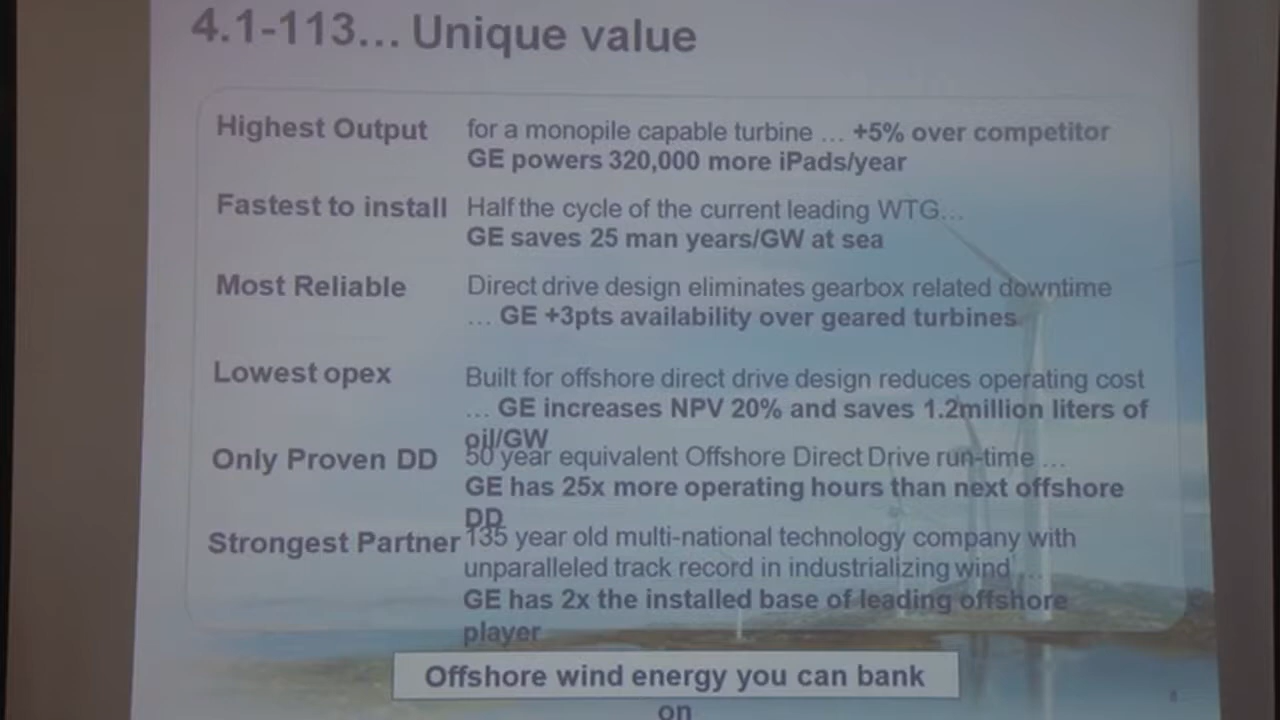 4.1-113... Unique value
Highest Output for a monopile capable turbine ... +5% over competitor
GE powers 320,000 more iPads/year
Fastest to install Half the cycle of the current leading WTG...
GE saves 25 man years/GW at sea
Most Reliable Direct drive design eliminates gearbox related downtime
... GE +3pts availability over geared turbines
Lowest opex Built for offshore direct drive design reduces operating cost
... GE increases NPV 20% and saves 1.2million liters of
oil/GW
Only Proven DD 50 year equivalent Offshore Direct Drive run-time ...
GE has 25x more operating hours than next offshore
DD
Strongest Partner 135 year old multi-national technology company with
unparalleled track record in industrializing wind ...
GE has 2x the installed base of leading offshore
player
Offshore wind energy you can bank
on